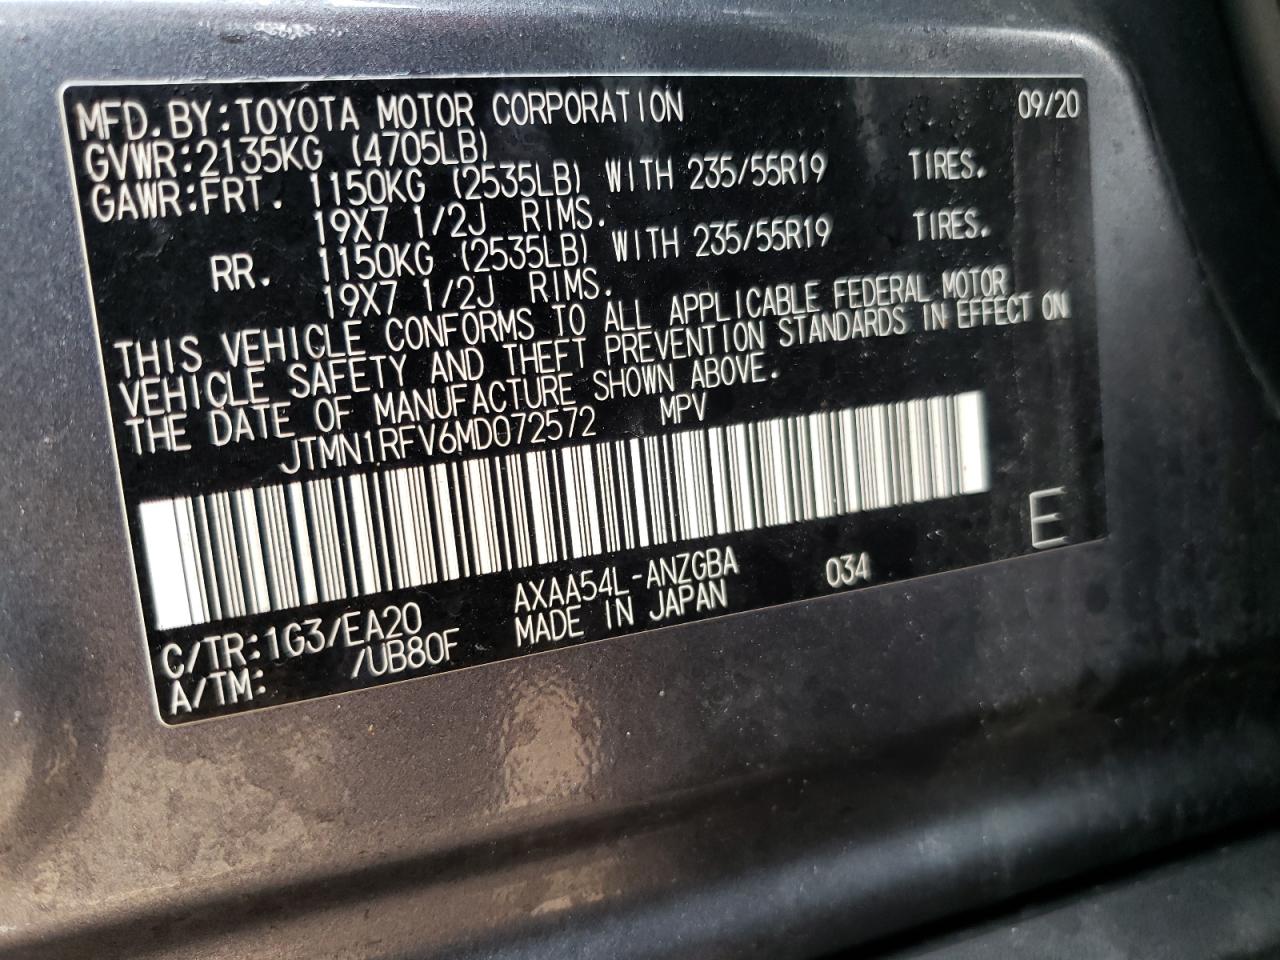 MFD.BY:TOYOTA MOTOR CORPORATION 09/20
GVWR:2135KG (4705LB)
GAWR:FRT. 1150KG (2535LB) WITH 235/55R19 TIRES.
19X7 1/2J RIMS.
RR. 1150KG (2535LB) WITH 235/55R19 TIRES.
19X7 1/2J RIMS.
THIS VEHICLE CONFORMS TO ALL APPLICABLE FEDERAL MOTOR
VEHICLE SAFETY AND THEFT PREVENTION STANDARDS IN EFFECT ON
THE DATE OF MANUFACTURE SHOWN ABOVE.
JTMN1RFV6MD072572 MPV
E
C/TR:1G3/EA20 AXAA54L-ANZGBA 034
A/TM: /UB80F MADE IN JAPAN